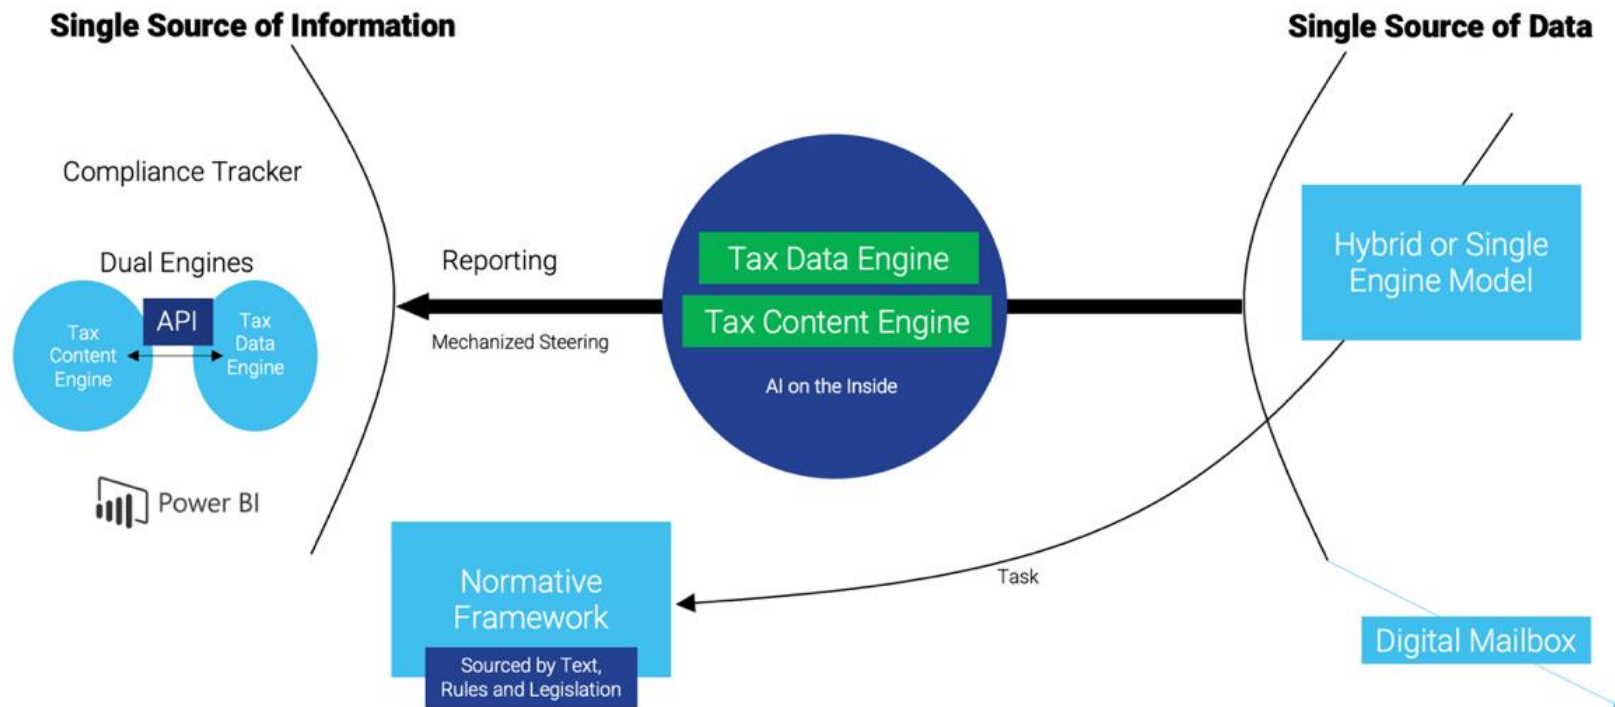 Single Source of Information
Single Source of Data
Compliance Tracker
Dual Engines
Tax
Content
Engine
API
Tax
Data
Engine
Power BI
Reporting
Mechanized Steering
Tax Data Engine
Tax Content Engine
AI on the Inside
Hybrid or Single
Engine Model
Task
Normative
Framework
Sourced by Text,
Rules and Legislation
Digital Mailbox